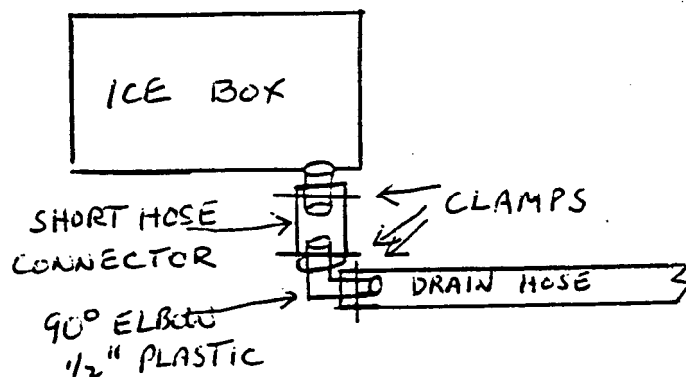 ICE BOX
SHORT HOSE
CONNECTOR
CLAMPS
DRAIN HOSE
90° ELBOW
1/2" PLASTIC